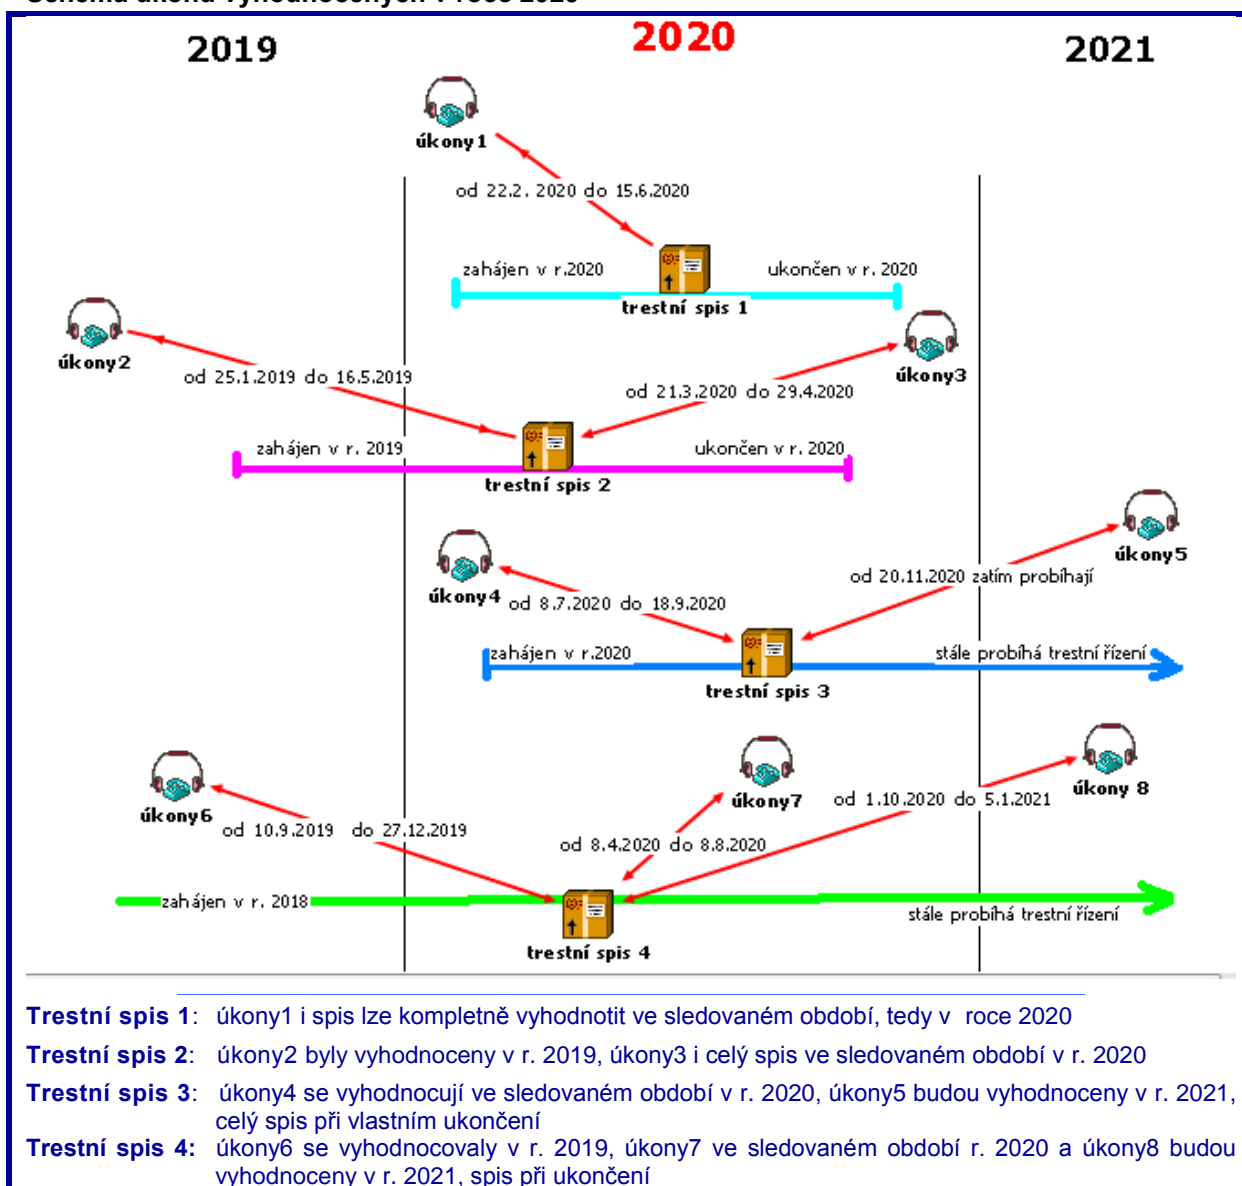 Schéma úkonů vyhodnocených v roce 2020
2019
2020
2021
úkony1
od 22.2. 2020 do 15.6.2020
zahájen v r.2020
ukončen v r. 2020
trestní spis 1
úkony2
úkony3
od 25.1.2019 do 16.5.2019
od 21.3.2020 do 29.4.2020
zahájen v r. 2019
ukončen v r. 2020
trestní spis 2
úkony4
úkony5
od 8.7.2020 do 18.9.2020
od 20.11.2020 zatím probíhají
zahájen v r.2020
stále probíhá trestní řízení
trestní spis 3
úkony6
úkony7
úkony 8
od 10.9.2019 do 27.12.2019
od 8.4.2020 do 8.8.2020
od 1.10.2020 do 5.1.2021
zahájen v r. 2018
stále probíhá trestní řízení
trestní spis 4
Trestní spis 1: úkony1 i spis lze kompletně vyhodnotit ve sledovaném období, tedy v roce 2020
Trestní spis 2: úkony2 byly vyhodnoceny v r. 2019, úkony3 i celý spis ve sledovaném období v r. 2020
Trestní spis 3: úkony4 se vyhodnocují ve sledovaném období v r. 2020, úkony5 budou vyhodnoceny v r. 2021,
celý spis při vlastním ukončení
Trestní spis 4: úkony6 se vyhodnocovaly v r. 2019, úkony7 ve sledovaném období r. 2020 a úkony8 budou
vyhodnoceny v r. 2021, spis při ukončení